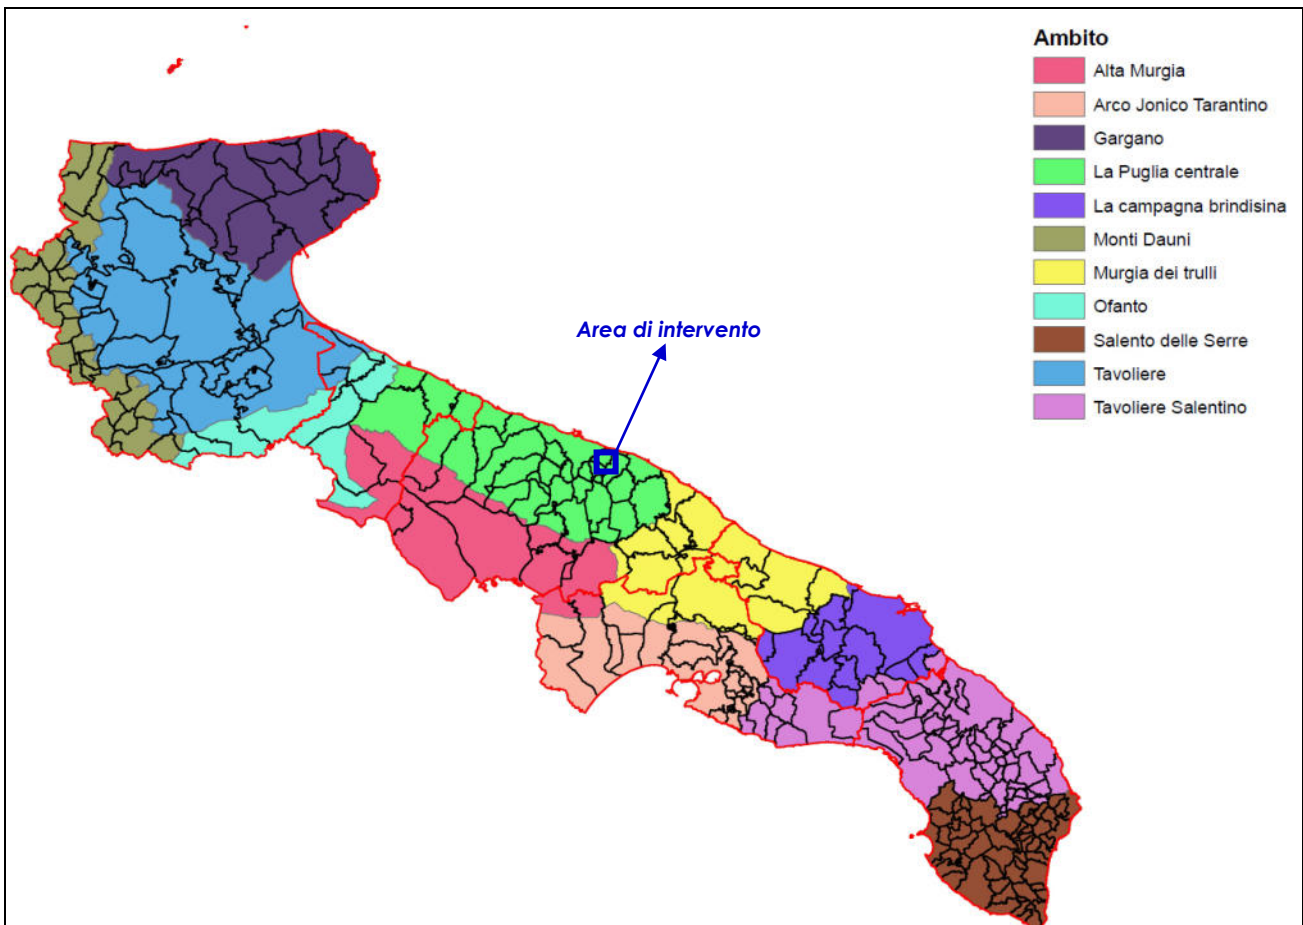 Ambito
Alta Murgia
Arco Jonico Tarantino
Gargano
La Puglia centrale
La campagna brindisina
Monti Dauni
Murgia dei trulli
Ofanto
Salento delle Serre
Tavoliere
Tavoliere Salentino
Area di intervento